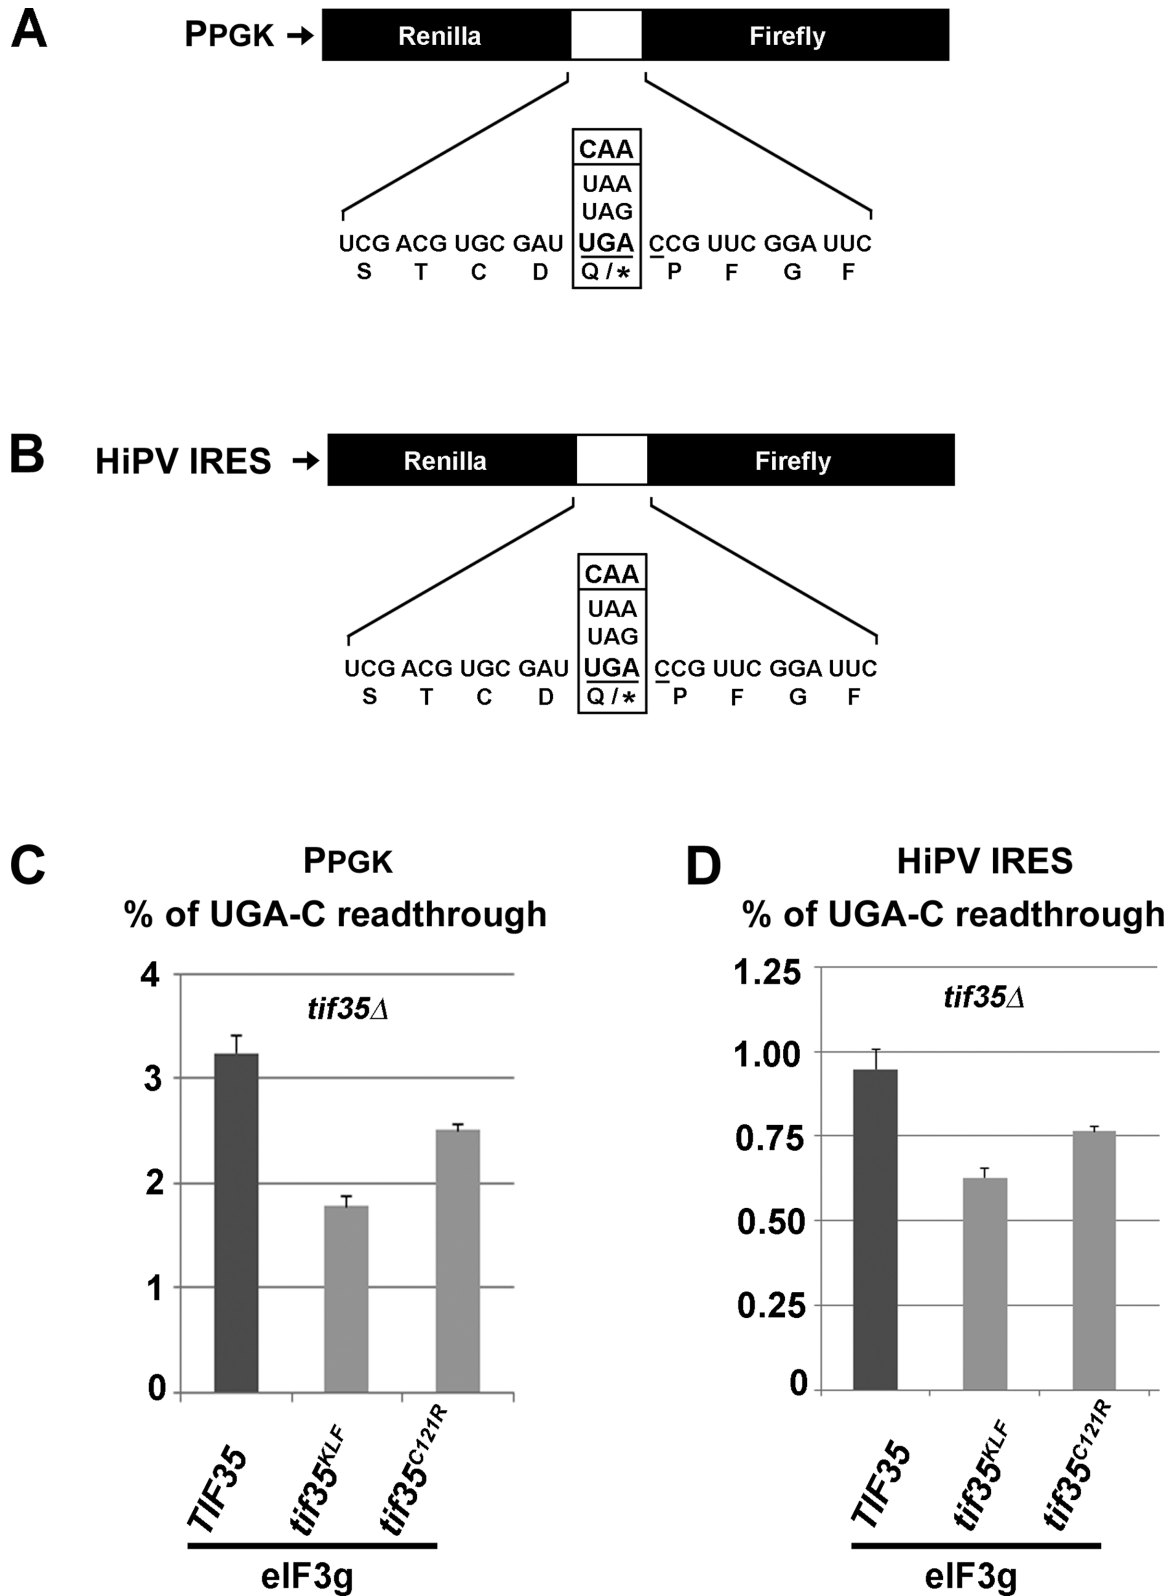 A
PPGK → Renilla Firefly
CAA
UAA
UAG
UCG ACG UGC GAU UGA CCG UUC GGA UUC
S T C D Q / * P F G F
B
HiPV IRES → Renilla Firefly
CAA
UAA
UAG
UCG ACG UGC GAU UGA CCG UUC GGA UUC
S T C D Q / * P F G F
C
PPGK
% of UGA-C readthrough
4
tif35Δ
3
2
1
0
TIF35
tif35KLF
tif35C121R
eIF3g
D
HiPV IRES
% of UGA-C readthrough
1.25
tif35Δ
1.00
0.75
0.50
0.25
0
TIF35
tif35KLF
tif35C121R
eIF3g